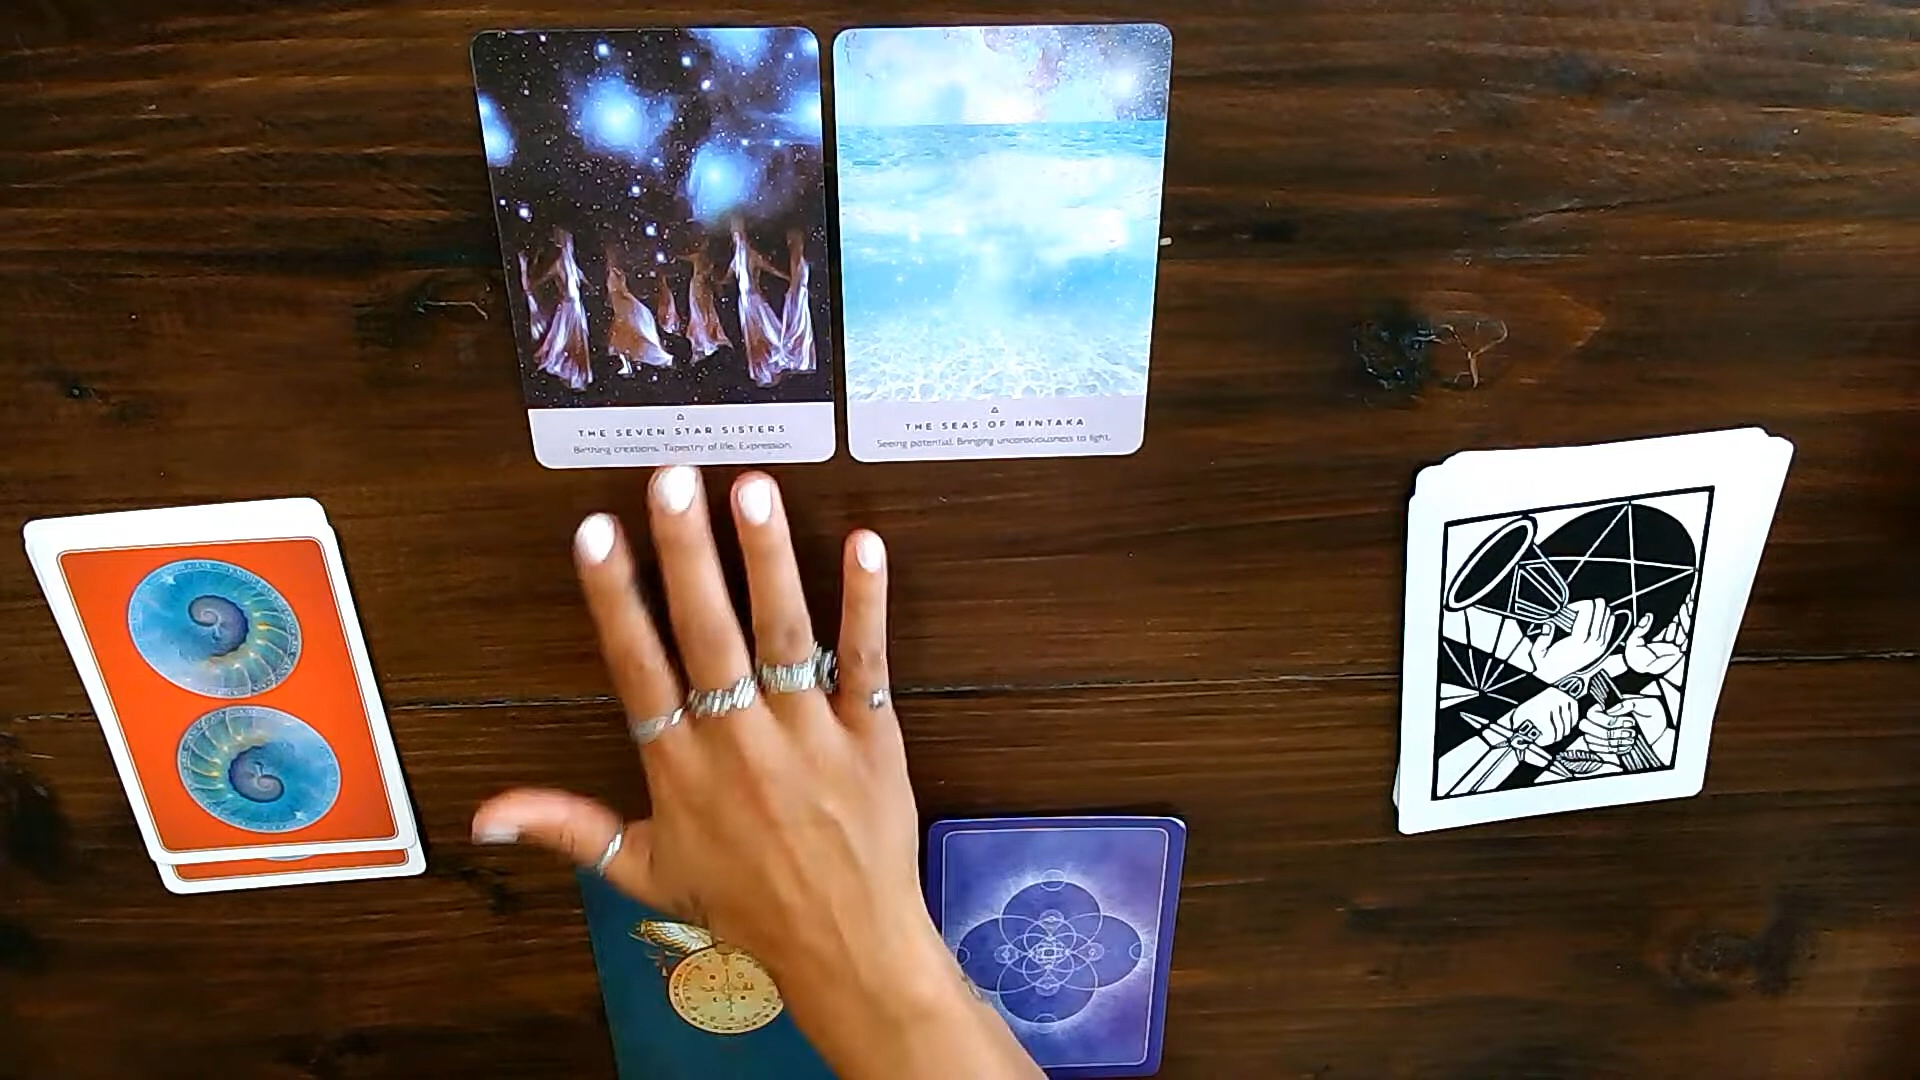 THE SEVEN STAR SISTERS
Birthing creations. Tapestry of life. Expression.
THE SEAS OF MINTAKA
Seeing potential. Bringing unconsciousness to light.